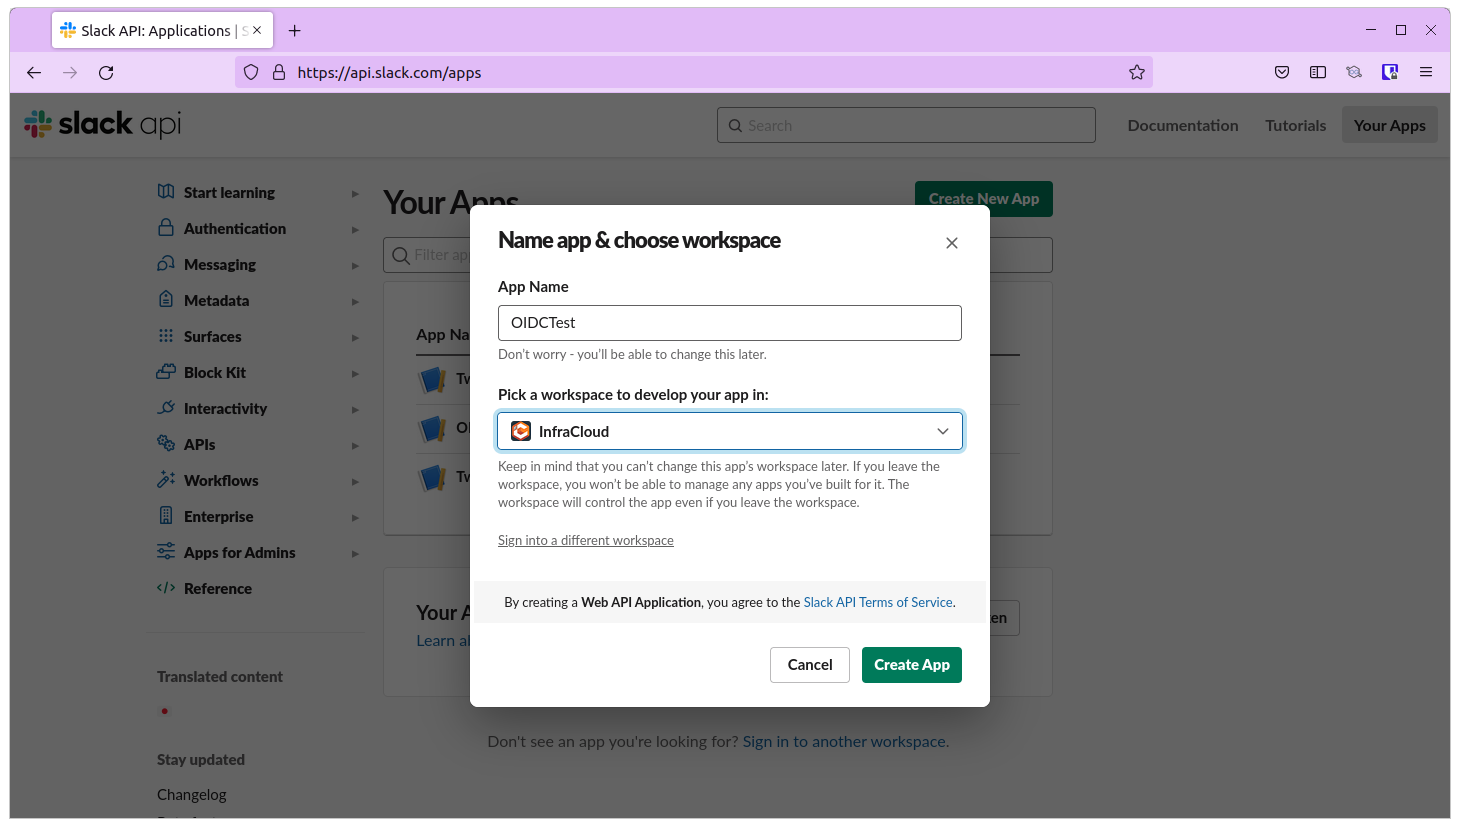 Slack API: Applications |
https://api.slack.com/apps
slack api
Search
Documentation
Tutorials
Your Apps
Start learning
Authentication
Messaging
Metadata
Surfaces
Block Kit
Interactivity
APIs
Workflows
Enterprise
Apps for Admins
Reference
Translated content
Stay updated
Changelog
Your Apps
Create New App
Filter
App Na
Tw
Tw
Your A
Learn
Name app & choose workspace
App Name
OIDCTest
Don't worry - you'll be able to change this later.
Pick a workspace to develop your app in:
InfraCloud
Keep in mind that you can't change this app's workspace later. If you leave the
workspace, you won't be able to manage any apps you've built for it. The
workspace will control the app even if you leave the workspace.
Sign into a different workspace
By creating a Web API Application, you agree to the Slack API Terms of Service.
Cancel
Create App
Don't see an app you're looking for? Sign in to another workspace.